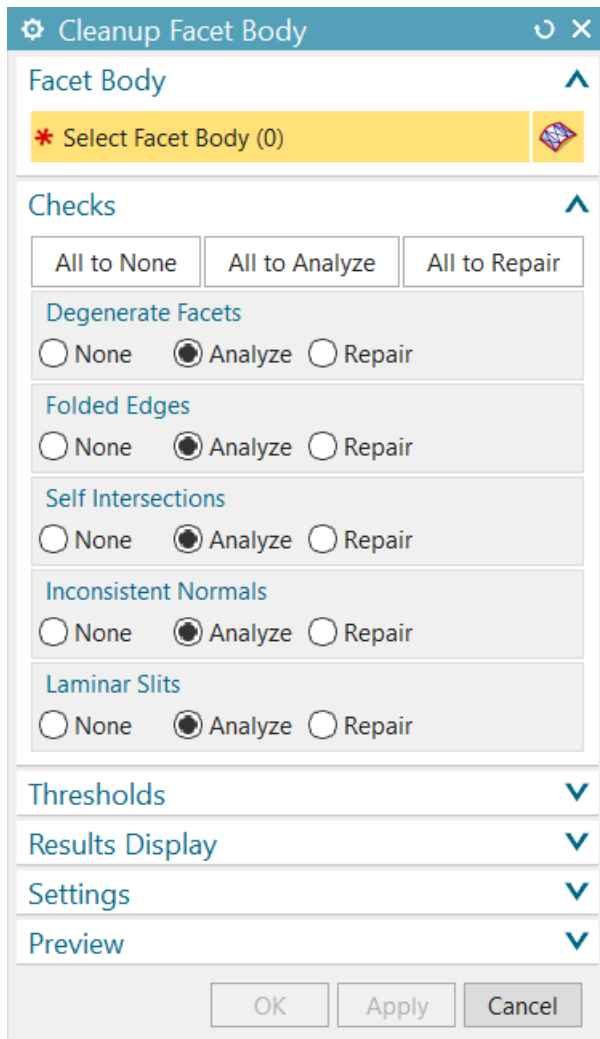 Cleanup Facet Body
Facet Body
* Select Facet Body (0)
Checks
All to None All to Analyze All to Repair
Degenerate Facets
None Analyze Repair
Folded Edges
None Analyze Repair
Self Intersections
None Analyze Repair
Inconsistent Normals
None Analyze Repair
Laminar Slits
None Analyze Repair
Thresholds
Results Display
Settings
Preview
OK Apply Cancel